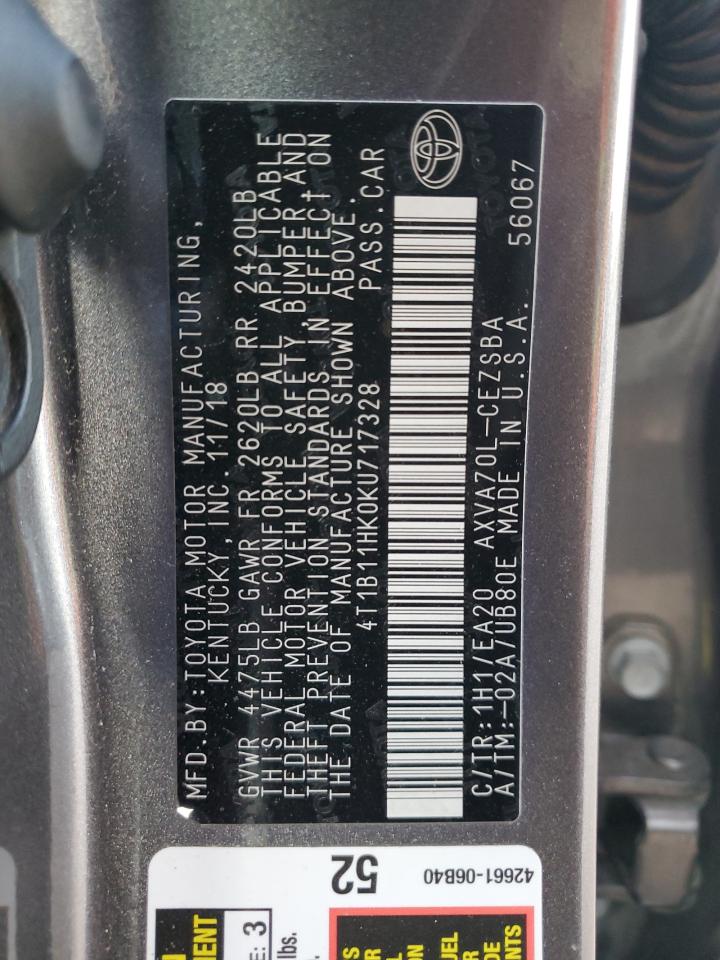 MFD.BY:TOYOTA MOTOR MANUFACTURING,
KENTUCKY, INC. 11/18
GVWR 4475LB GAWR FR 2620LB RR 2420LB
THIS VEHICLE CONFORMS TO ALL APPLICABLE
FEDERAL MOTOR VEHICLE SAFETY, BUMPER AND
THEFT PREVENTION STANDARDS IN EFFECT ON
THE DATE OF MANUFACTURE SHOWN ABOVE.
4T1B11HK0KU717328 PASS.CAR
C/TR:1H1/EA20 AXVA70L-CEZSBA
A/TM:-02A/UB80E MADE IN U.S.A. 56067
52
42661-06B40
E: 3
lbs.